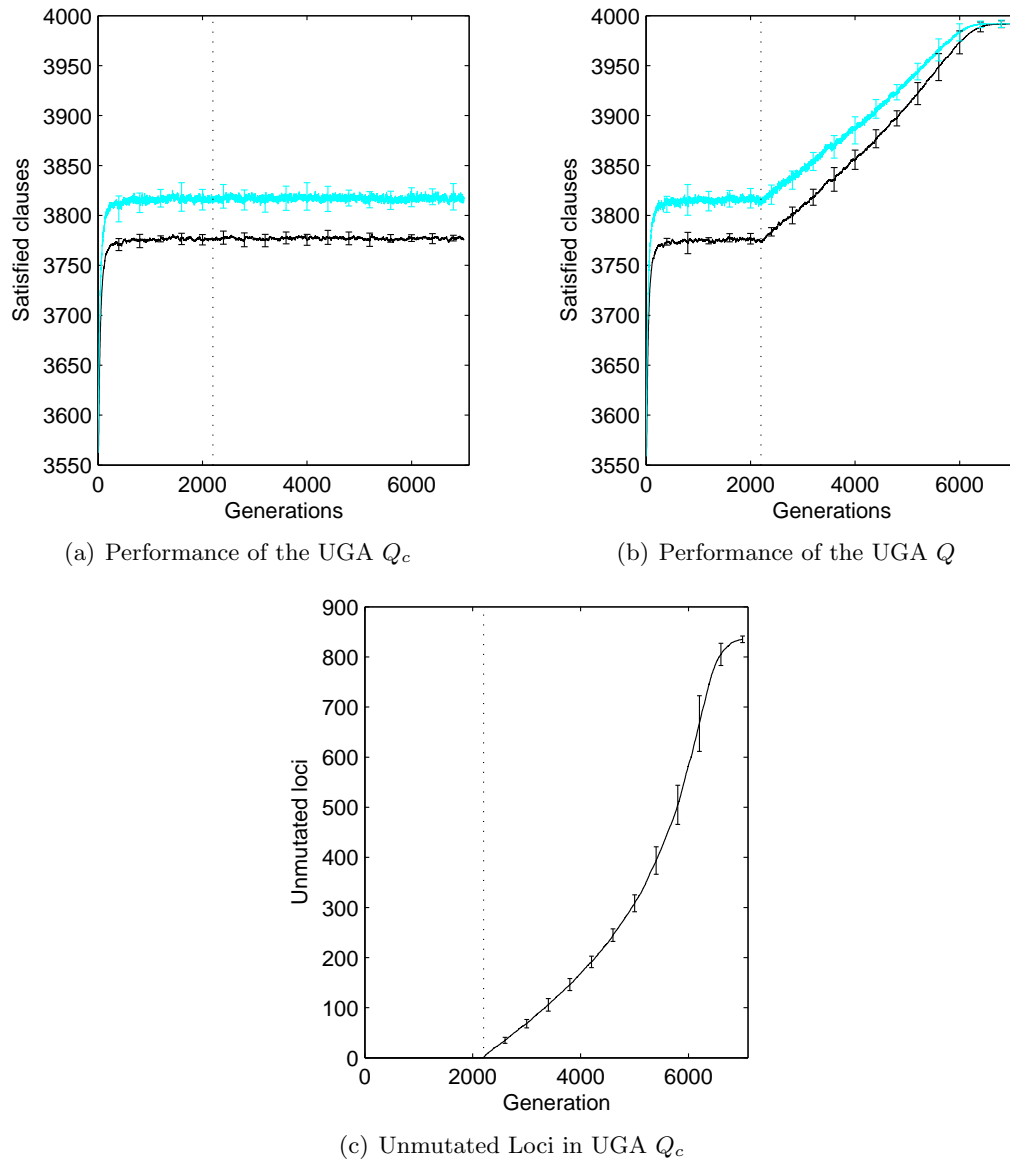 4000
3950
3900
3850
3800
3750
3700
3650
3600
3550
Satisfied clauses
0 2000 4000 6000
Generations
(a) Performance of the UGA Qc
4000
3950
3900
3850
3800
3750
3700
3650
3600
3550
Satisfied clauses
0 2000 4000 6000
Generations
(b) Performance of the UGA Q
900
800
700
600
500
400
300
200
100
0
Unmutated loci
0 2000 4000 6000
Generation
(c) Unmutated Loci in UGA Qc